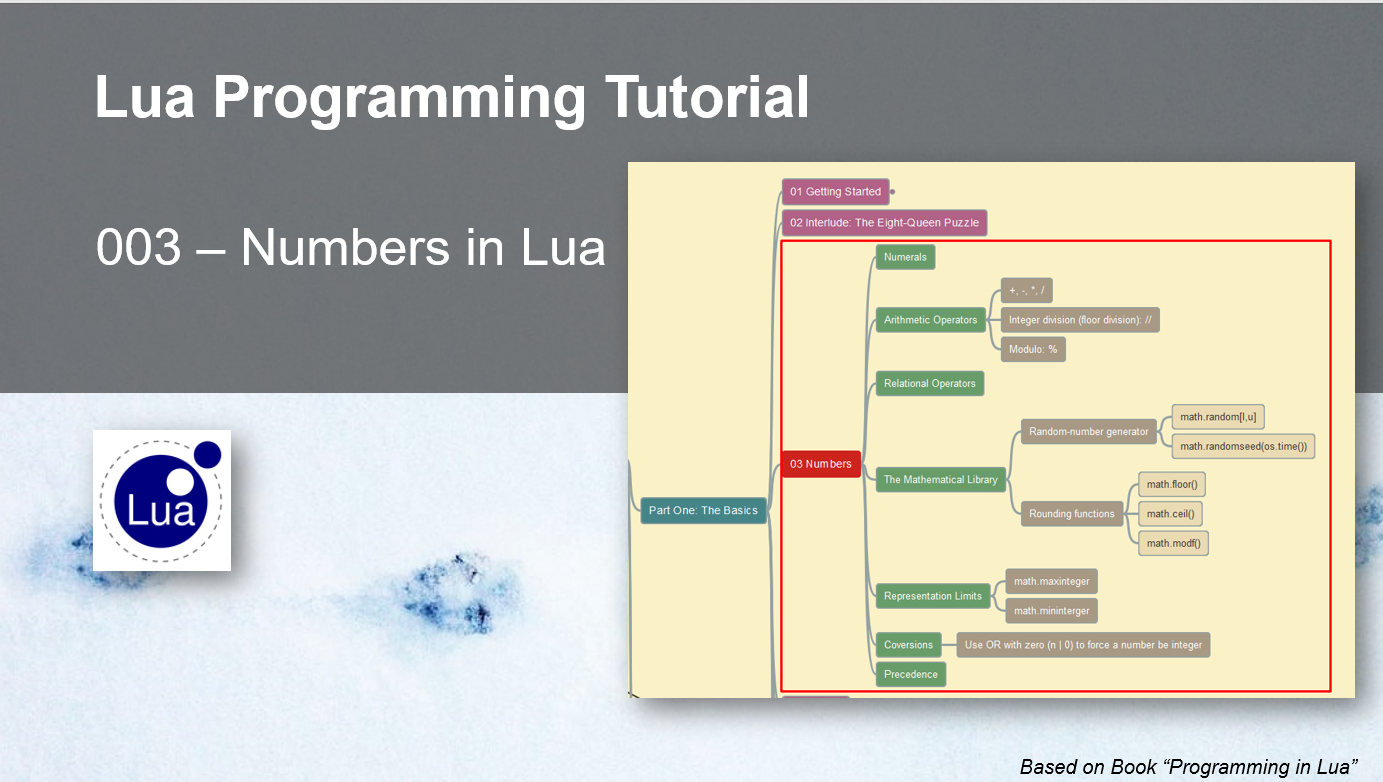 Lua Programming Tutorial
003 – Numbers in Lua
Lua
01 Getting Started
02 Interlude: The Eight-Queen Puzzle
03 Numbers
Part One: The Basics
Numerals
Arithmetic Operators
+, -, *, /
Integer division (floor division): //
Modulo: %
Relational Operators
The Mathematical Library
Random-number generator
math.random[l,u]
math.randomseed(os.time())
Rounding functions
math.floor()
math.ceil()
math.modf()
Representation Limits
math.maxinteger
math.mininterger
Coversions
Use OR with zero (n | 0) to force a number be integer
Precedence
Based on Book “Programming in Lua”